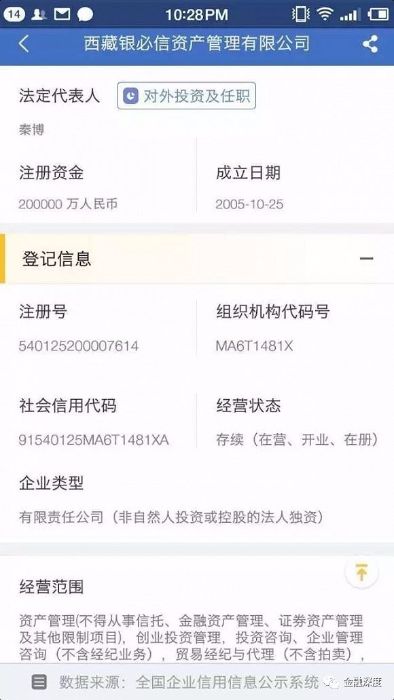 14
10:28PM
西藏银必信资产管理有限公司
法定代表人 对外投资及任职
秦博
注册资金 成立日期
200000 万人民币 2005-10-25
登记信息
注册号 组织机构代码号
540125200007614 MA6T1481X
社会信用代码 经营状态
91540125MA6T1481XA 存续（在营、开业、在册）
企业类型
有限责任公司（非自然人投资或控股的法人独资）
经营范围
资产管理(不得从事信托、金融资产管理、证券资产管理
及其他限制项目)，创业投资管理，投资咨询、企业管理
咨询（不含经纪业务），贸易经纪与代理（不含拍卖），
数据来源：全国企业信用信息公示系统
金融深度